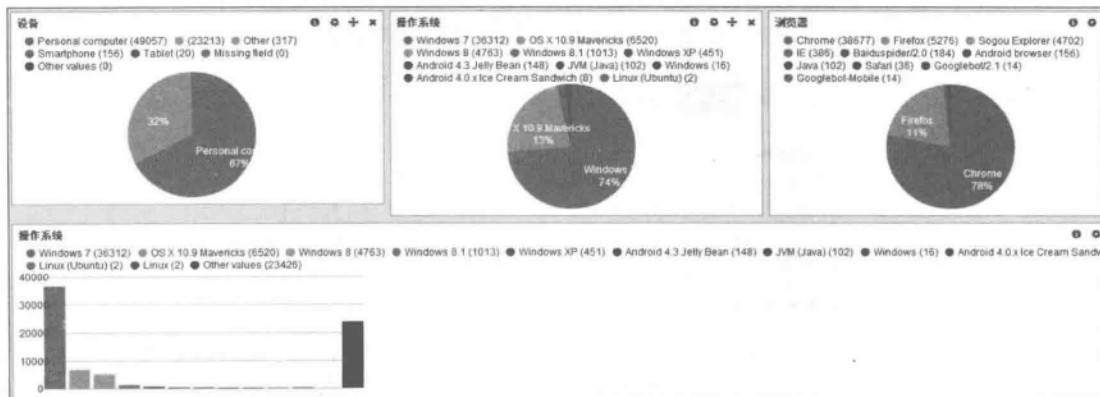 设备
Personal computer (49057) (23213) Other (317)
Smartphone (156) Tablet (20) Missing field (0)
Other values (0)
32%
Personal con
67%
操作系统
Windows 7 (36312) OS X 10.9 Mavericks (6520)
Windows 8 (4763) Windows 8.1 (1013) Windows XP (451)
Android 4.3 Jelly Bean (148) JVM (Java) (102) Windows (16)
Android 4.0.x Ice Cream Sandwich (8) Linux (Ubuntu) (2)
X 10.9 Mavericks
13%
Windows
74%
浏览器
Chrome (38677) Firefox (5276) Sogou Explorer (4702)
IE (386) Baiduspider/2.0 (184) Android browser (156)
Java (102) Safari (36) Googlebot/2.1 (14)
Googlebot-Mobile (14)
Firefox
11%
Chrome
78%
操作系统
Windows 7 (36312) OS X 10.9 Mavericks (6520) Windows 8 (4763) Windows 8.1 (1013) Windows XP (451) Android 4.3 Jelly Bean (148) JVM (Java) (102) Windows (16) Android 4.0.x Ice Cream Sandw
Linux (Ubuntu) (2) Linux (2) Other values (23426)
40000
30000
20000
10000
0